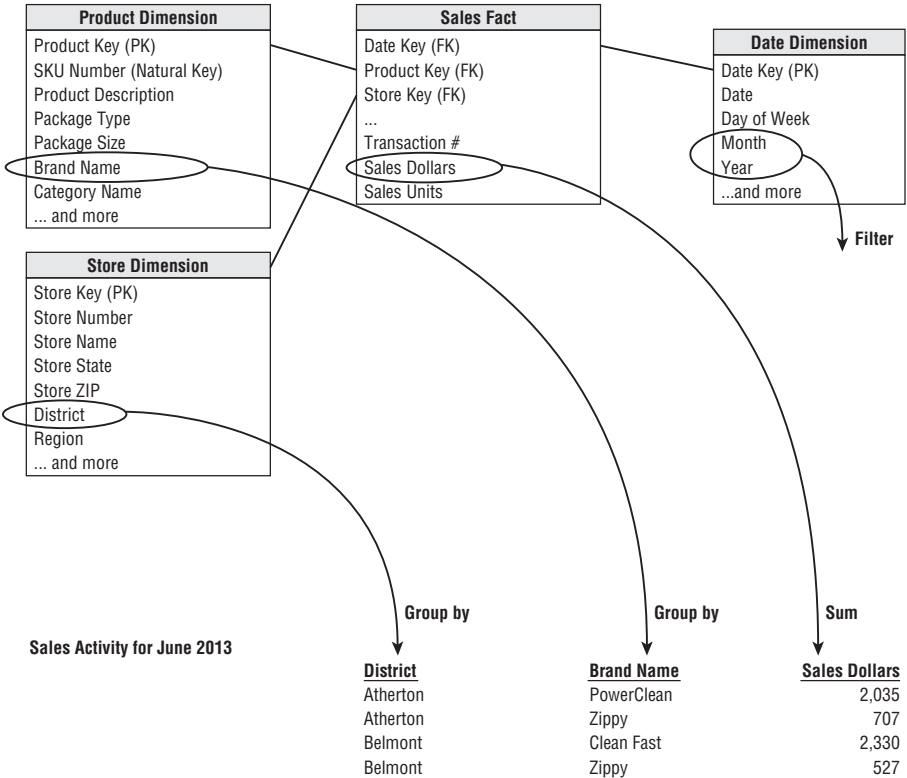 Product Dimension
Product Key (PK)
SKU Number (Natural Key)
Product Description
Package Type
Package Size
Brand Name
Category Name
... and more
Sales Fact
Date Key (FK)
Product Key (FK)
Store Key (FK)
...
Transaction #
Sales Dollars
Sales Units
Date Dimension
Date Key (PK)
Date
Day of Week
Month
Year
...and more
Filter
Store Dimension
Store Key (PK)
Store Number
Store Name
Store State
Store ZIP
District
Region
... and more
Group by
Group by
Sum
Sales Activity for June 2013
District Brand Name Sales Dollars
Atherton PowerClean 2,035
Atherton Zippy 707
Belmont Clean Fast 2,330
Belmont Zippy 527